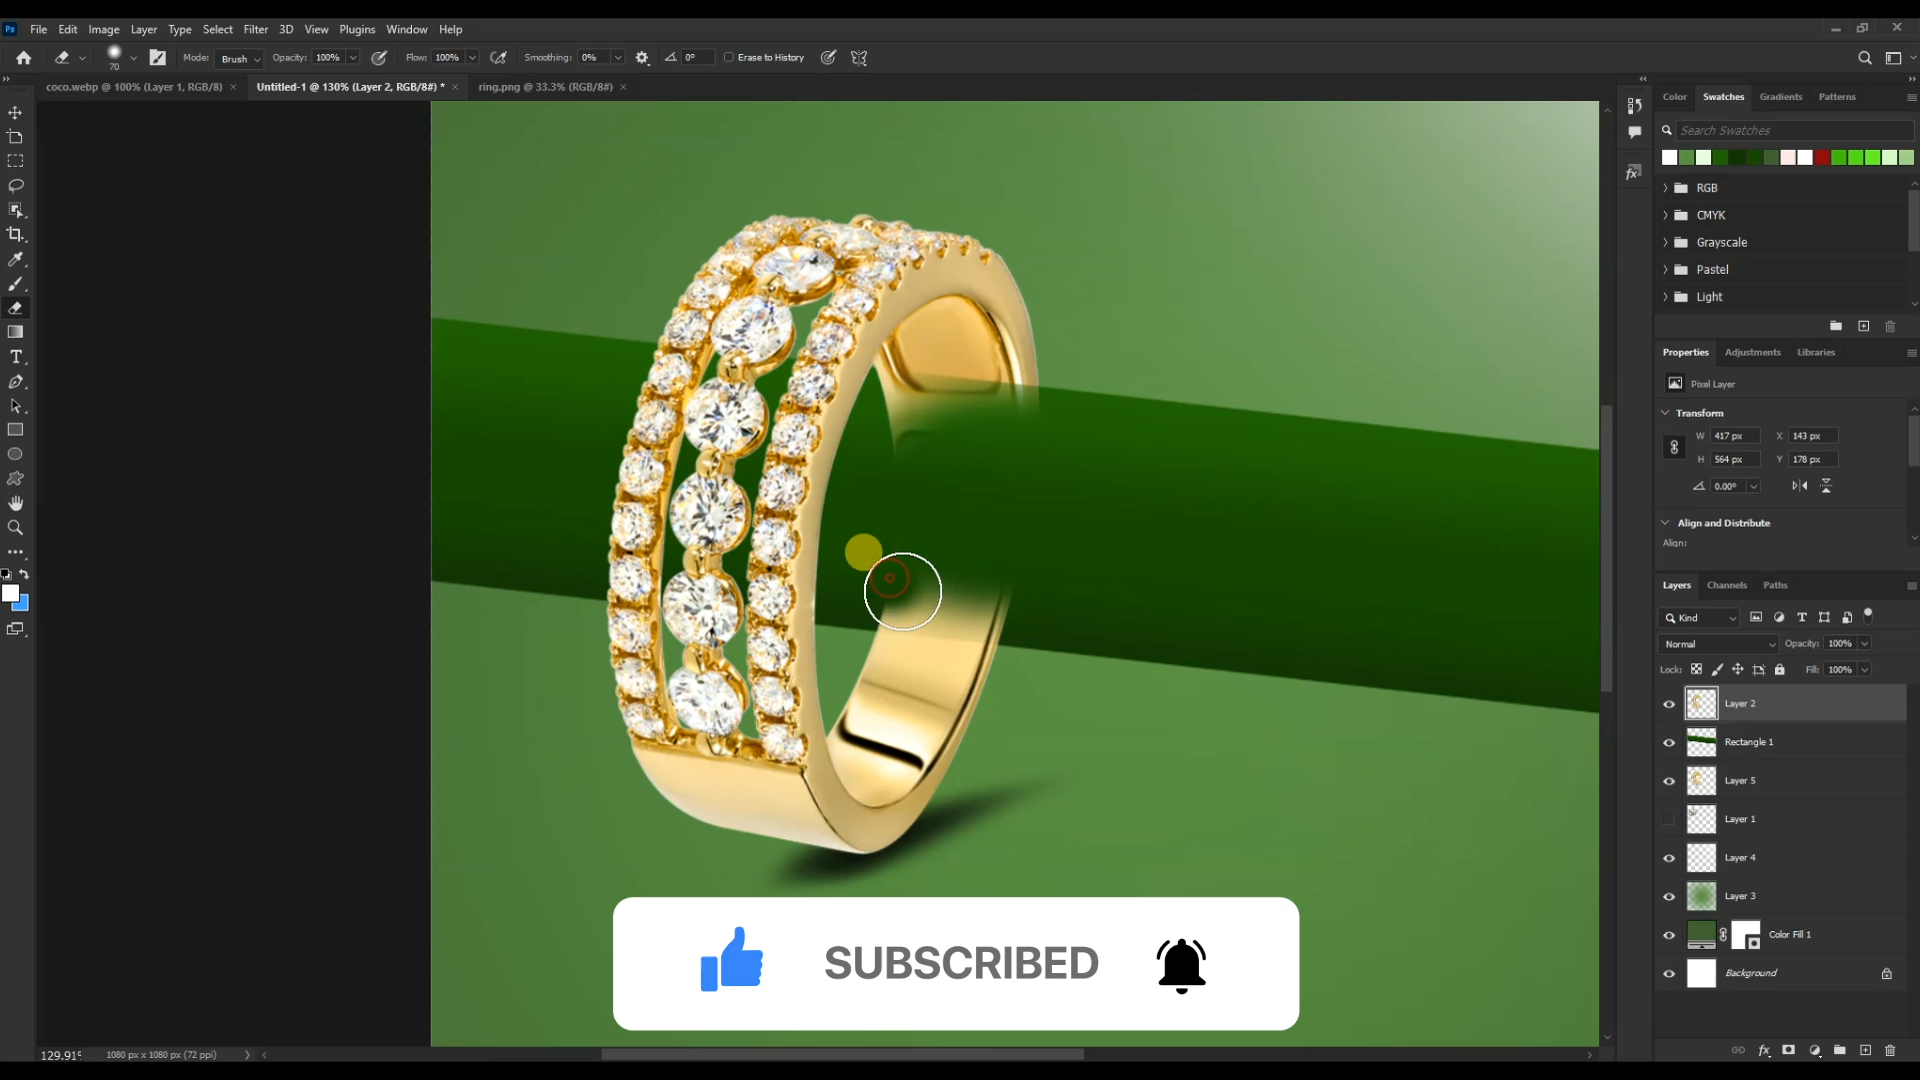 Ps File Edit Image Layer Type Select Filter 3D View Plugins Window Help
70 Mode: Brush Opacity: 100% Flow: 100% Smoothing: 0% 0° Erase to History
coco.webp @ 100% (Layer 1, RGB/8) × Untitled-1 @ 130% (Layer 2, RGB/8#) * × ring.png @ 33.3% (RGB/8#) ×
Color Swatches Gradients Patterns
Search Swatches
RGB
CMYK
Grayscale
Pastel
Light
Properties Adjustments Libraries
Pixel Layer
Transform
W 417 px X 143 px
H 564 px Y 178 px
0.00°
Align and Distribute
Align:
Layers Channels Paths
Kind
Normal Opacity: 100%
Lock: Fill: 100%
Layer 2
Rectangle 1
Layer 5
Layer 1
Layer 4
Layer 3
Color Fill 1
Background
fx
SUBSCRIBED
129.91% 1080 px x 1080 px (72 ppi)